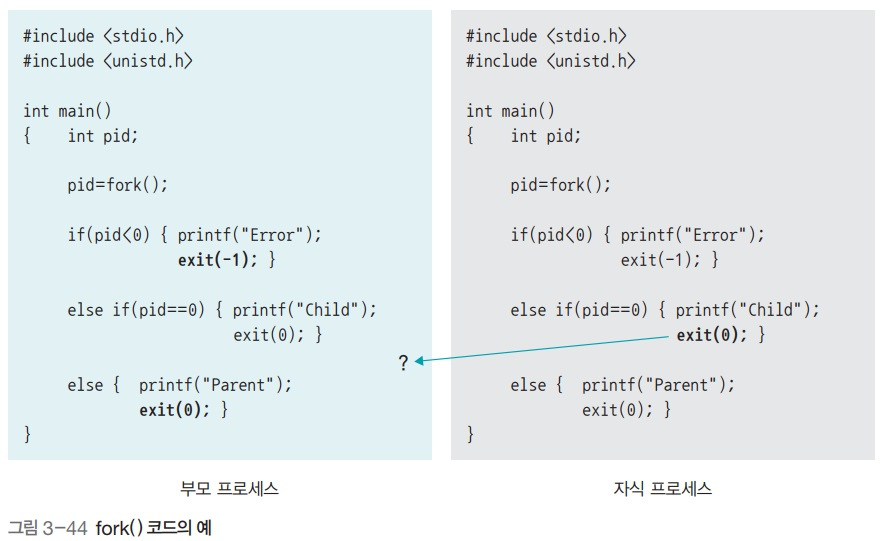 #include <stdio.h>
#include <unistd.h>
int main()
{    int pid;
pid=fork();
if(pid<0) { printf("Error");
exit(-1); }
else if(pid==0) { printf("Child");
exit(0); }
else {  printf("Parent");
exit(0); }
}
?
부모 프로세스
#include <stdio.h>
#include <unistd.h>
int main()
{    int pid;
pid=fork();
if(pid<0) { printf("Error");
exit(-1); }
else if(pid==0) { printf("Child");
exit(0); }
else {  printf("Parent");
exit(0); }
}
자식 프로세스
그림 3-44 fork() 코드의 예